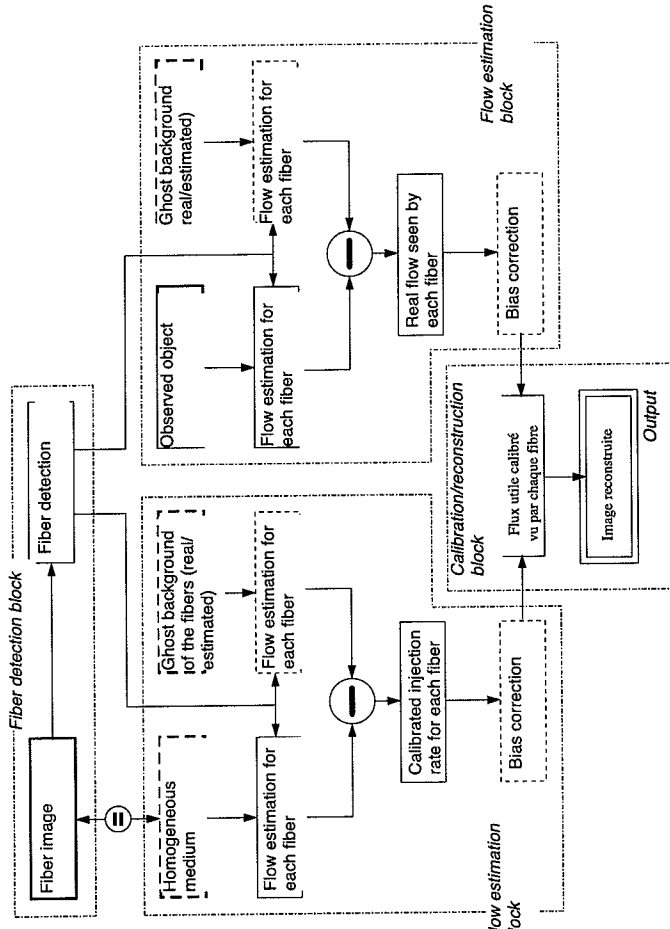 Fiber detection block
Fiber image
Fiber detection
=
Homogeneous
medium
Ghost background
of the fibers (real/
estimated)
Observed object
Ghost background
real/estimated)
Flow estimation for
each fiber
Flow estimation for
each fiber
Flow estimation for
each fiber
Flow estimation for
each fiber
Calibrated injection
rate for each fiber
Real flow seen by
each fiber
Calibration/reconstruction
block
Bias correction
Flux utile calibré
vu par chaque fibre
Bias correction
low estimation
lock
Flow estimation
block
Image reconstruite
Output